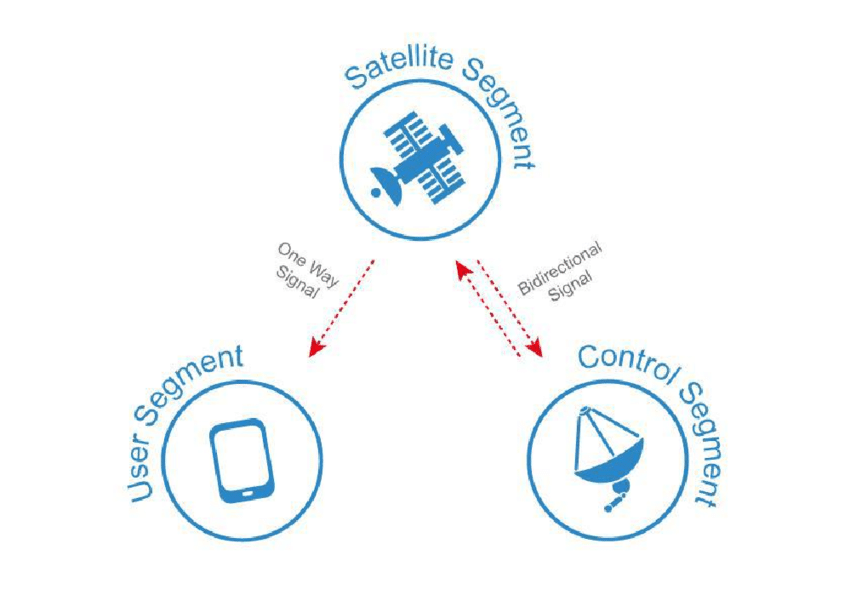 Satellite Segment
One Way
Signal
Bidirectional
Signal
User Segment
Control Segment